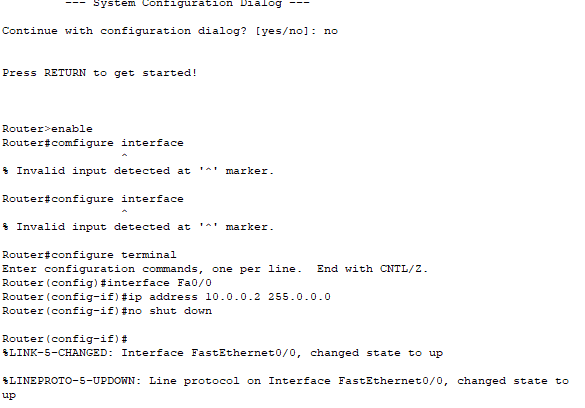 --- System Configuration Dialog ---
Continue with configuration dialog? [yes/no]: no
Press RETURN to get started!
Router>enable
Router#comfigure interface
^
% Invalid input detected at '^' marker.
Router#configure interface
^
% Invalid input detected at '^' marker.
Router#configure terminal
Enter configuration commands, one per line.  End with CNTL/Z.
Router(config)#interface Fa0/0
Router(config-if)#ip address 10.0.0.2 255.0.0.0
Router(config-if)#no shut down
Router(config-if)#
%LINK-5-CHANGED: Interface FastEthernet0/0, changed state to up
%LINEPROTO-5-UPDOWN: Line protocol on Interface FastEthernet0/0, changed state to
up